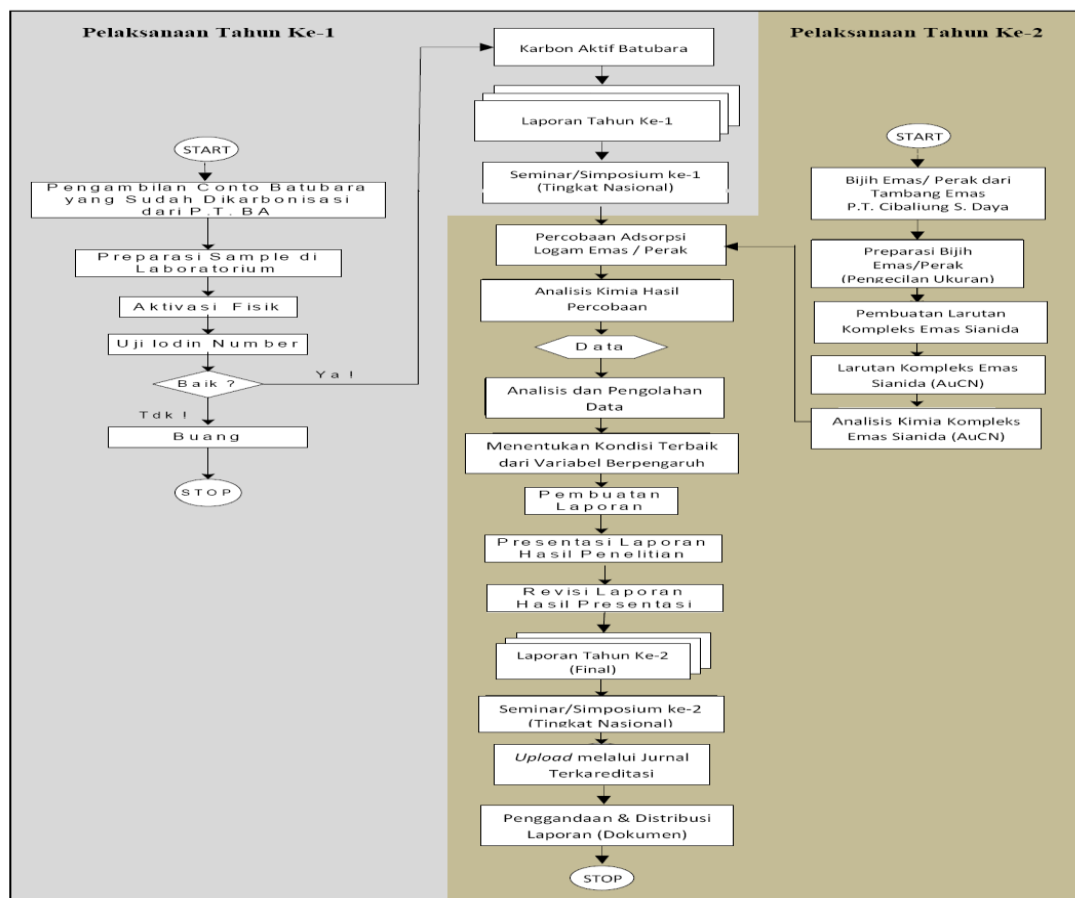 Pelaksanaan Tahun Ke-1
START
Pengambilan Conto Batubara
yang Sudah Dikarbonisasi
dari P.T. BA
Preparasi Sample di
Laboratorium
Aktivasi Fisik
Uji Iodin Number
Baik ?
Ya !
Tdk !
Buang
STOP
Karbon Aktif Batubara
Laporan Tahun Ke-1
Seminar/Simposium ke-1
(Tingkat Nasional)
Percobaan Adsorpsi
Logam Emas / Perak
Analisis Kimia Hasil
Percobaan
Data
Analisis dan Pengolahan
Data
Menentukan Kondisi Terbaik
dari Variabel Berpengaruh
Pembuatan
Laporan
Presentasi Laporan
Hasil Penelitian
Revisi Laporan
Hasil Presentasi
Laporan Tahun Ke-2
(Final)
Seminar/Simposium ke-2
(Tingkat Nasional)
Upload melalui Jurnal
Terkareditasi
Penggandaan & Distribusi
Laporan (Dokumen)
STOP
Pelaksanaan Tahun Ke-2
START
Bijih Emas/ Perak dari
Tambang Emas
P.T. Cibaliung S. Daya
Preparasi Bijih
Emas/Perak
(Pengecilan Ukuran)
Pembuatan Larutan
Kompleks Emas Sianida
Larutan Kompleks Emas
Sianida (AuCN)
Analisis Kimia Kompleks
Emas Sianida (AuCN)